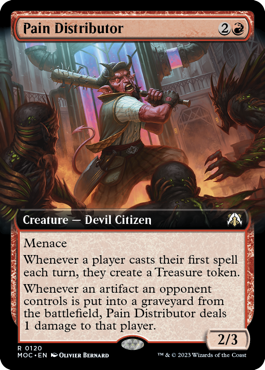 Pain Distributor 2
Creature — Devil Citizen
Menace
Whenever a player casts their first spell
each turn, they create a Treasure token.
Whenever an artifact an opponent
controls is put into a graveyard from
the battlefield, Pain Distributor deals
1 damage to that player.
2/3
R 0120
MOC • EN Olivier Bernard
™ & © 2023 Wizards of the Coast